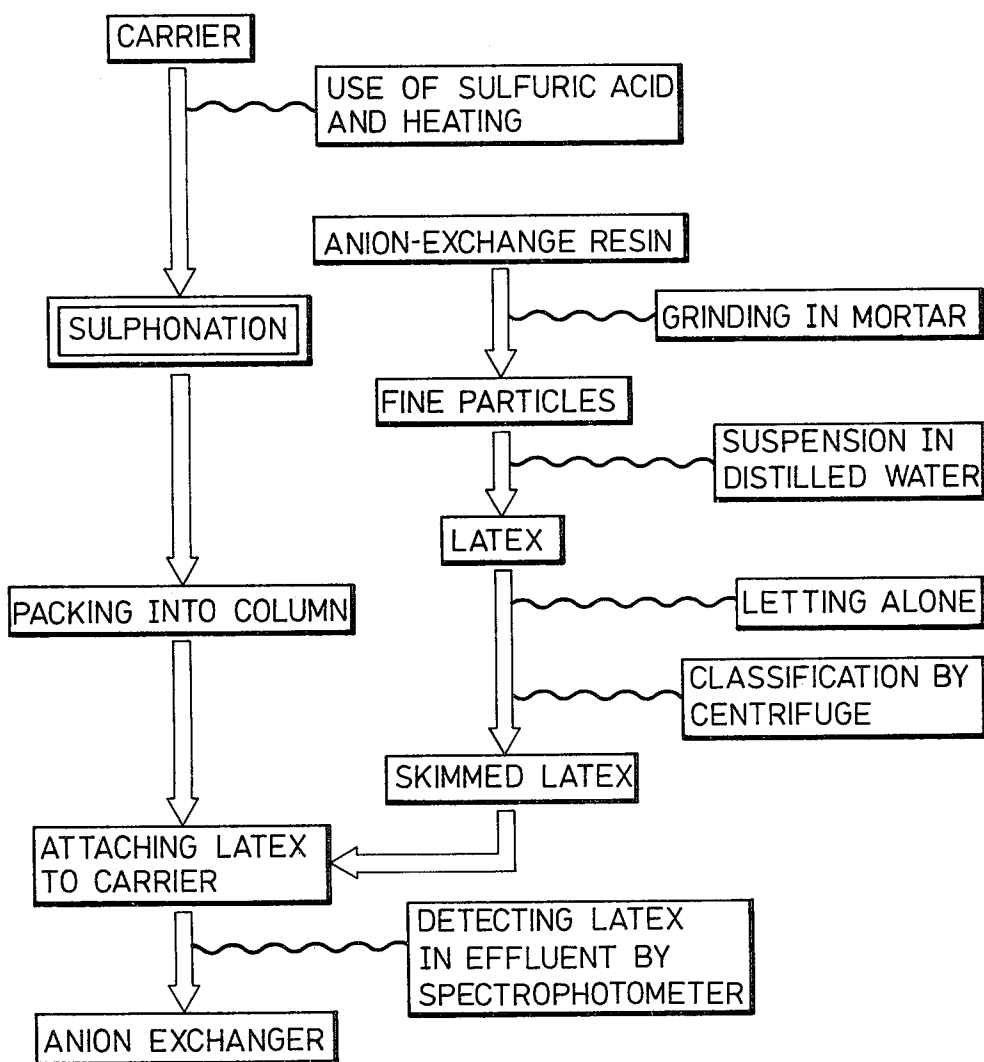 CARRIER
USE OF SULFURIC ACID
AND HEATING
ANION-EXCHANGE RESIN
SULPHONATION
GRINDING IN MORTAR
FINE PARTICLES
SUSPENSION IN
DISTILLED WATER
LATEX
PACKING INTO COLUMN
LETTING ALONE
CLASSIFICATION BY
CENTRIFUGE
SKIMMED LATEX
ATTACHING LATEX
TO CARRIER
DETECTING LATEX
IN EFFLUENT BY
SPECTROPHOTOMETER
ANION EXCHANGER